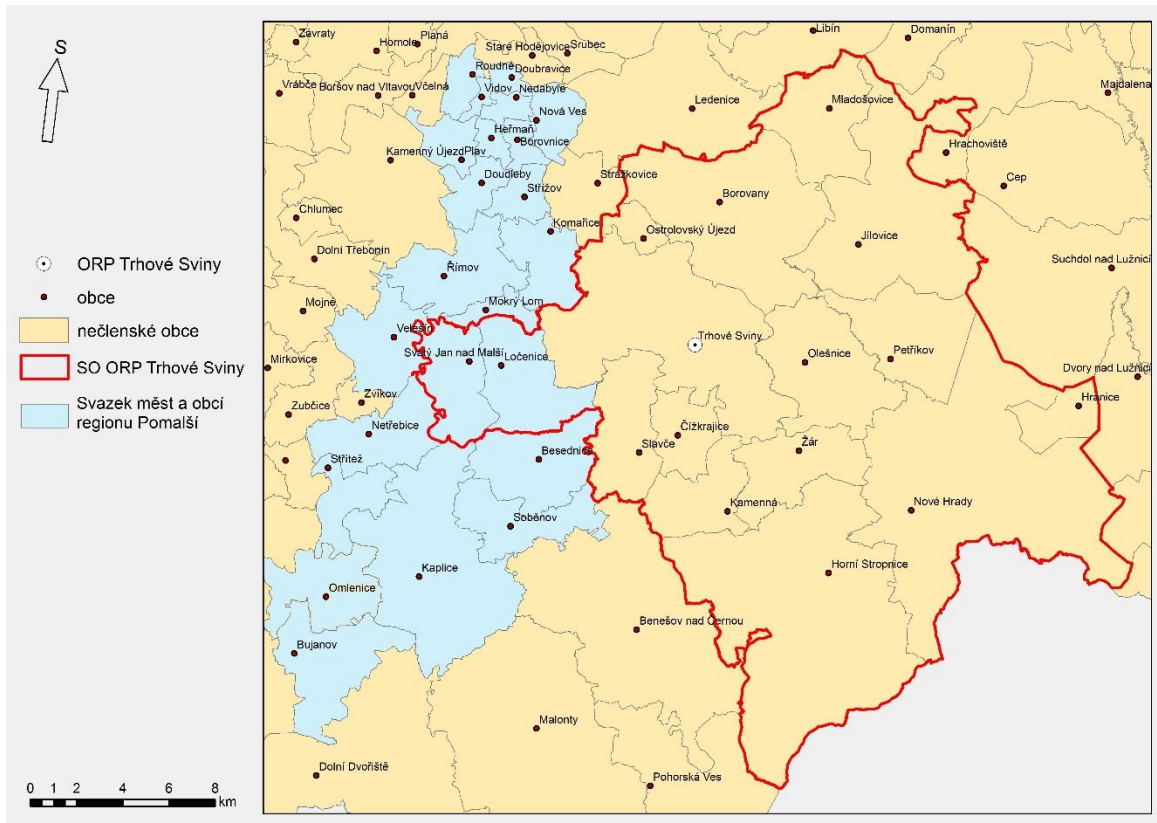 S
ORP Trhové Sviny
obce
nečlenské obce
SO ORP Trhové Sviny
Svazek měst a obcí
regionu Pomalší
0 1 2 4 6 8
km
Závraty
Homole
Planá
Staré Hodějovice
Srubec
Libín
Domanín
Roudné
Doubravice
Vrábče
Boršov nad Vltavou
Včelná
Vidov
Nedabyle
Majdalena
Ledenice
Mladošovice
Nová Ves
Heřmaň
Borovnice
Hrachoviště
Kamenný Újezd
Plav
Doudleby
Strážkovice
Cep
Střížov
Borovany
Chlumec
Komařice
Ostrolovský Újezd
Jílovice
Dolní Třebonín
Římov
Suchdol nad Lužnicí
Mojné
Mokrý Lom
Velešín
Trhové Sviny
Mirkovice
Svatý Jan nad Malší
Ločenice
Olešnice
Petříkov
Dvory nad Lužnicí
Zvíkov
Zubčice
Hranice
Netřebice
Čížkrajice
Besednice
Slavče
Žár
Střítež
Kamenná
Nové Hrady
Soběnov
Kaplice
Horní Stropnice
Omlenice
Benešov nad Černou
Bujanov
Malonty
Dolní Dvořiště
Pohorská Ves